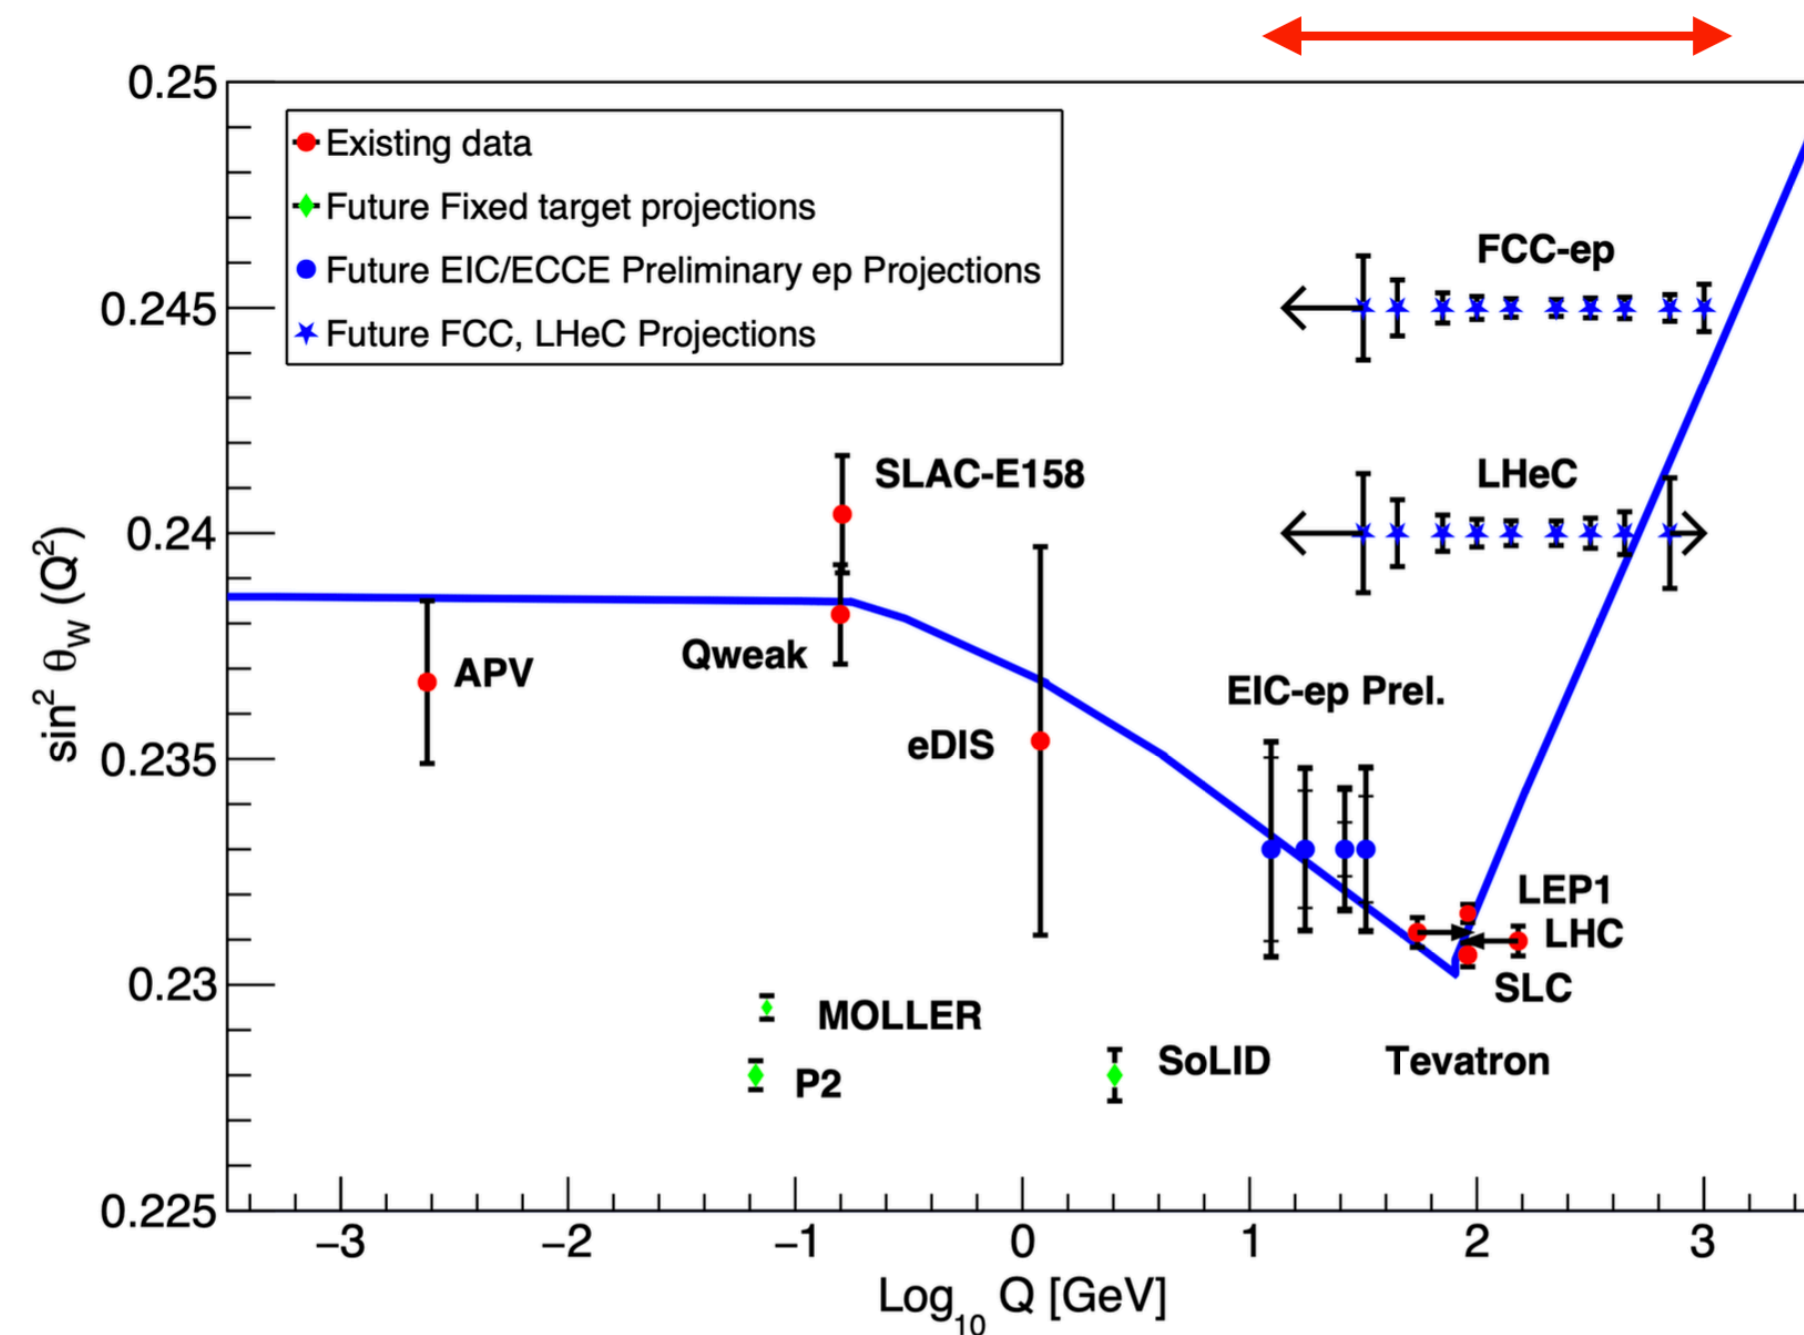 0.25
0.245
0.24
0.235
0.23
0.225
sin² θ_W (Q²)
Existing data
Future Fixed target projections
Future EIC/ECCE Preliminary ep Projections
Future FCC, LHeC Projections
FCC-ep
SLAC-E158
LHeC
Qweak
APV
EIC-ep Prel.
eDIS
LEP1
LHC
SLC
MOLLER
SoLID
Tevatron
P2
−3 −2 −1 0 1 2 3
Log₁₀ Q [GeV]